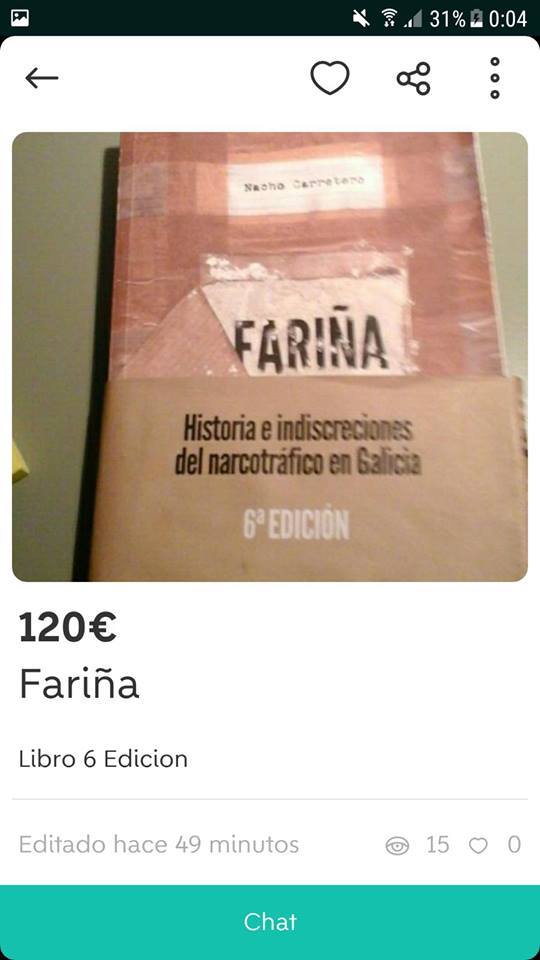 31% 0:04
Nacho Carretero
FARIÑA
Historia e indiscreciones
del narcotráfico en Galicia
6ª EDICIÓN
120€
Fariña
Libro 6 Edicion
Editado hace 49 minutos 15 0
Chat